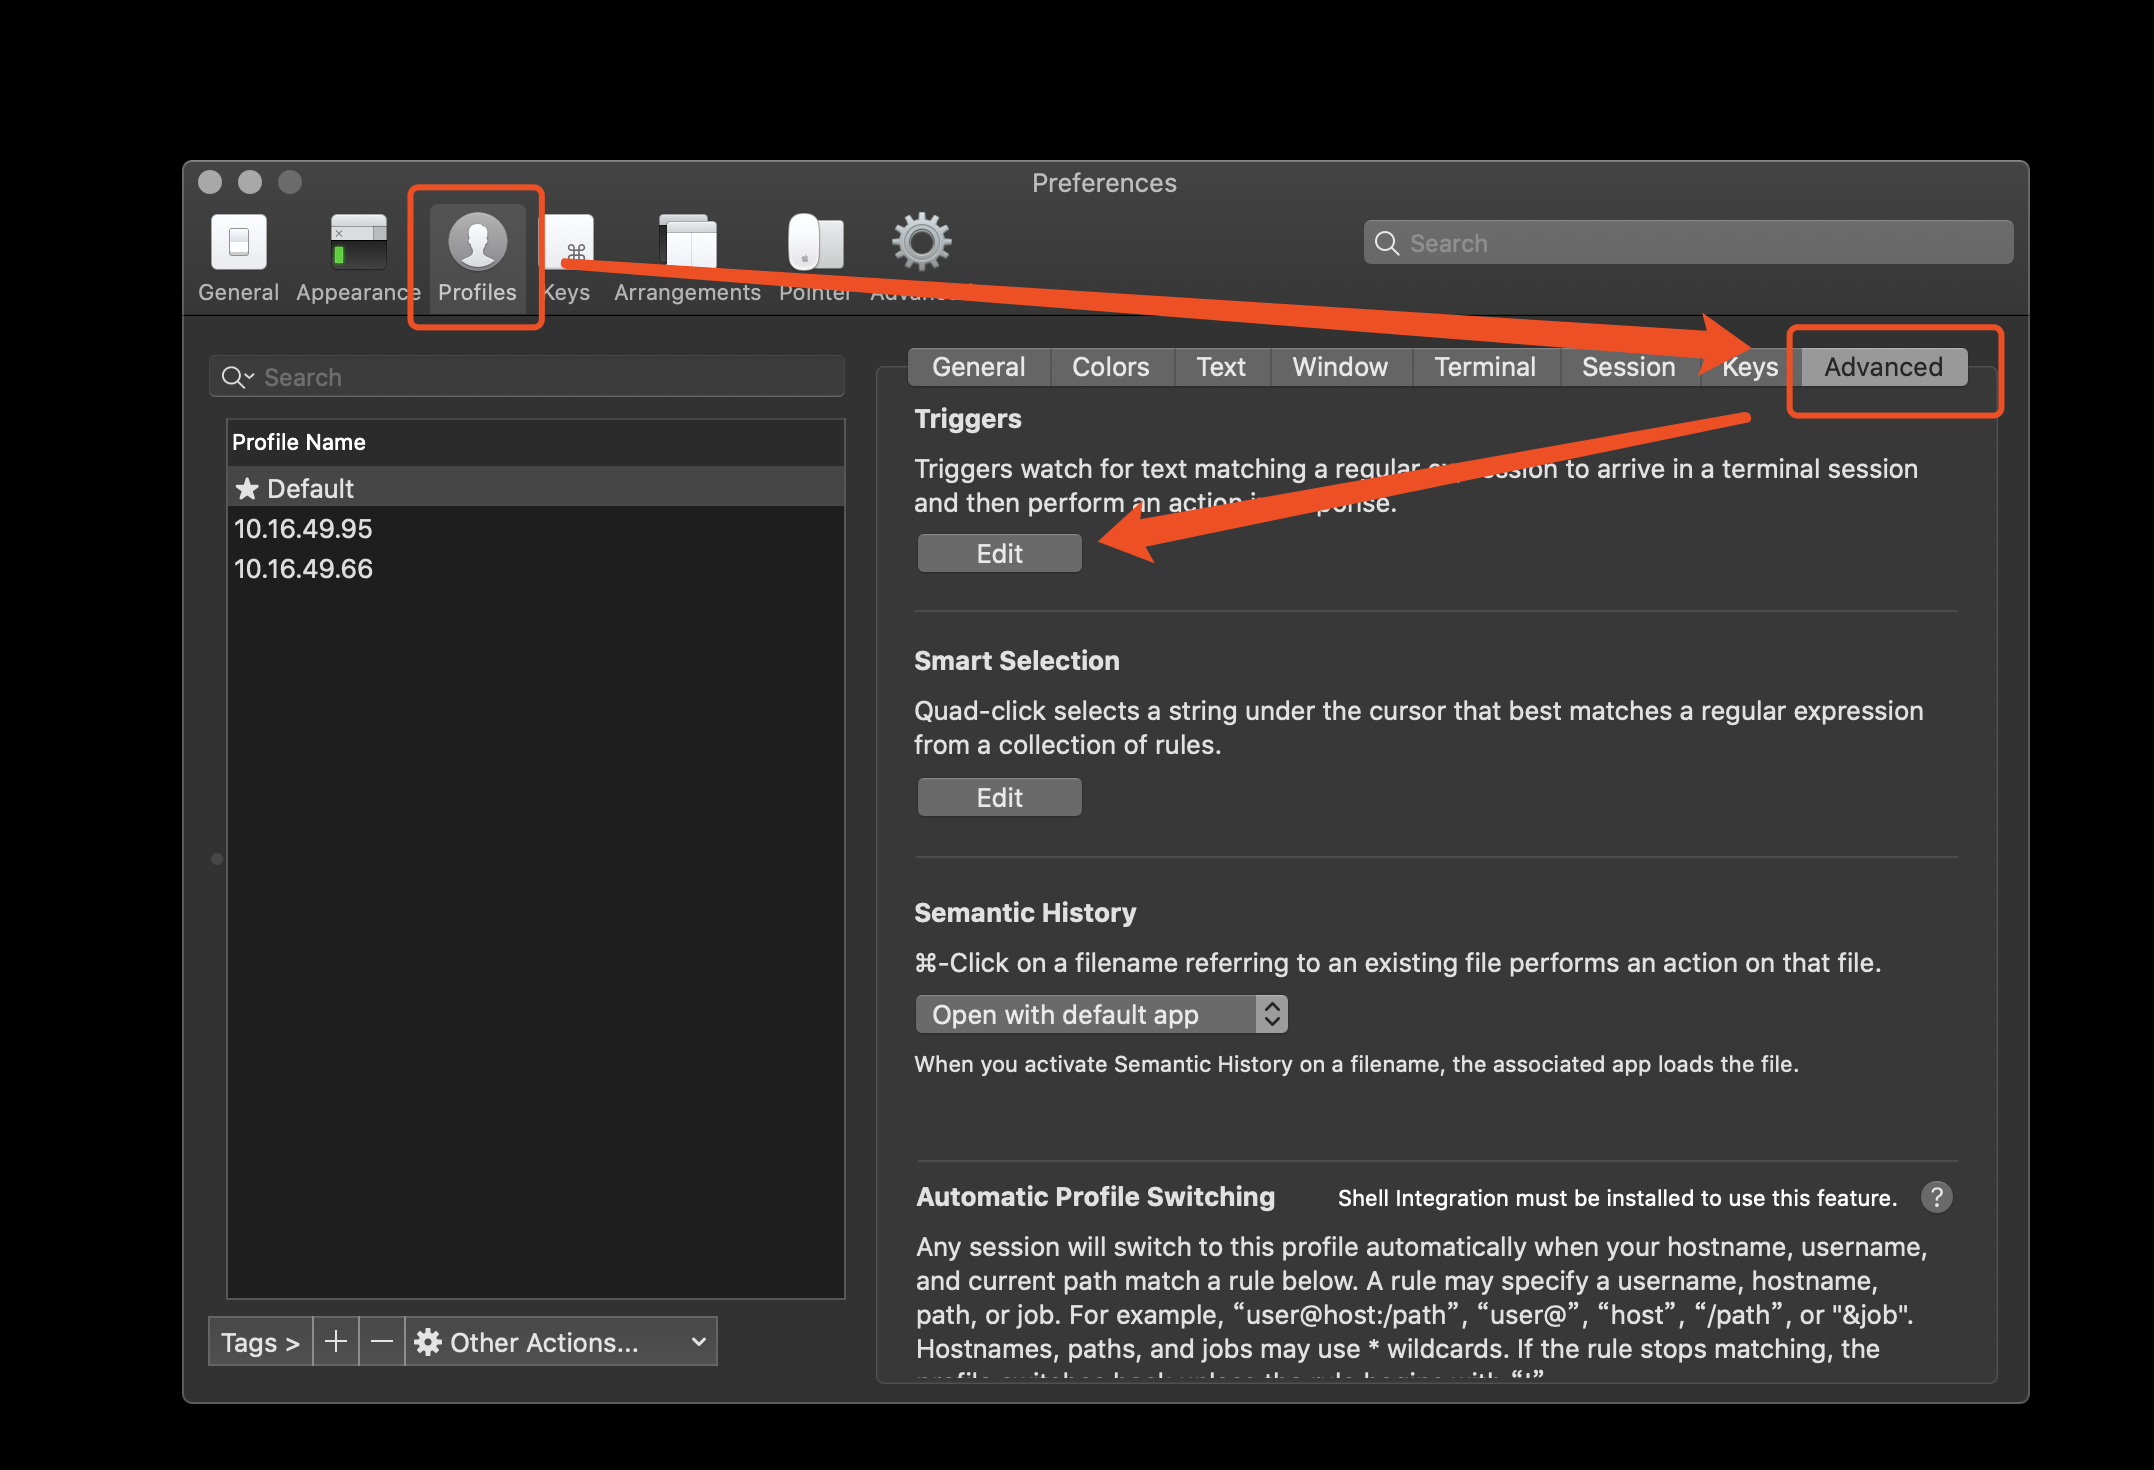 Preferences
General Appearance Profiles Keys Arrangements Pointer
Search
Search
General Colors Text Window Terminal Session Keys Advanced
Profile Name
★ Default
10.16.49.95
10.16.49.66
Tags > + — Other Actions...
Triggers
Triggers watch for text matching a regular to arrive in a terminal session
and then perform an action
Edit
Smart Selection
Quad-click selects a string under the cursor that best matches a regular expression
from a collection of rules.
Edit
Semantic History
⌘-Click on a filename referring to an existing file performs an action on that file.
Open with default app
When you activate Semantic History on a filename, the associated app loads the file.
Automatic Profile Switching Shell Integration must be installed to use this feature. ?
Any session will switch to this profile automatically when your hostname, username,
and current path match a rule below. A rule may specify a username, hostname,
path, or job. For example, “user@host:/path”, “user@”, “host”, “/path”, or "&job".
Hostnames, paths, and jobs may use * wildcards. If the rule stops matching, the